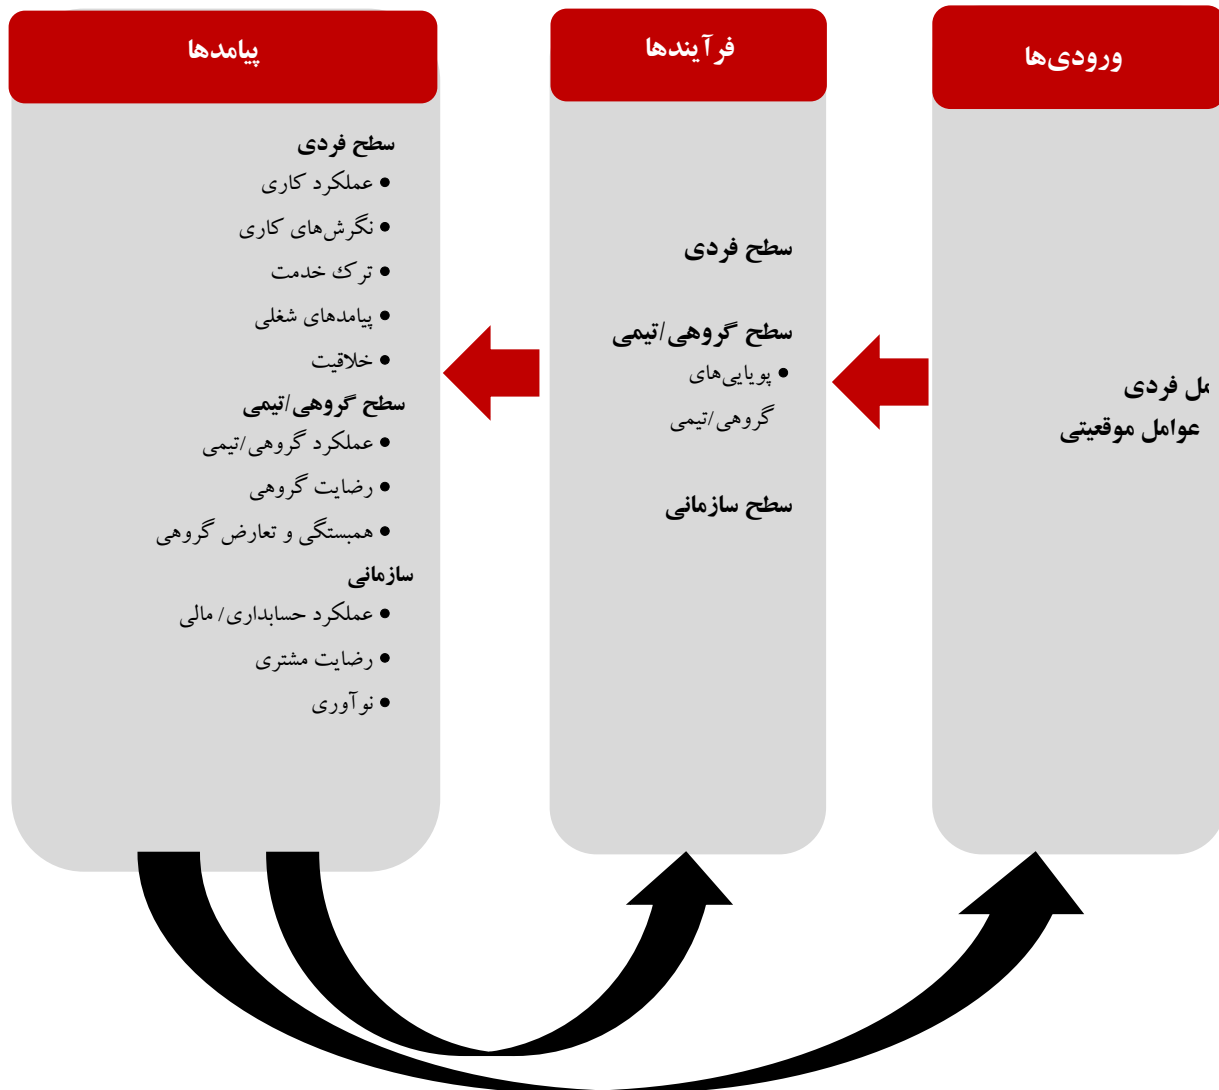 ورودی‌ها
فردی
عوامل موقعیتی
فرآیندها
سطح فردی
سطح گروهی/تیمی
• پویایی‌های
گروهی/تیمی
سطح سازمانی
پیامدها
سطح فردی
• عملکرد کاری
• نگرش‌های کاری
• ترک خدمت
• پیامدهای شغلی
• خلاقیت
سطح گروهی/تیمی
• عملکرد گروهی/تیمی
• رضایت گروهی
• همبستگی و تعارض گروهی
سازمانی
• عملکرد حسابداری/ مالی
• رضایت مشتری
• نوآوری